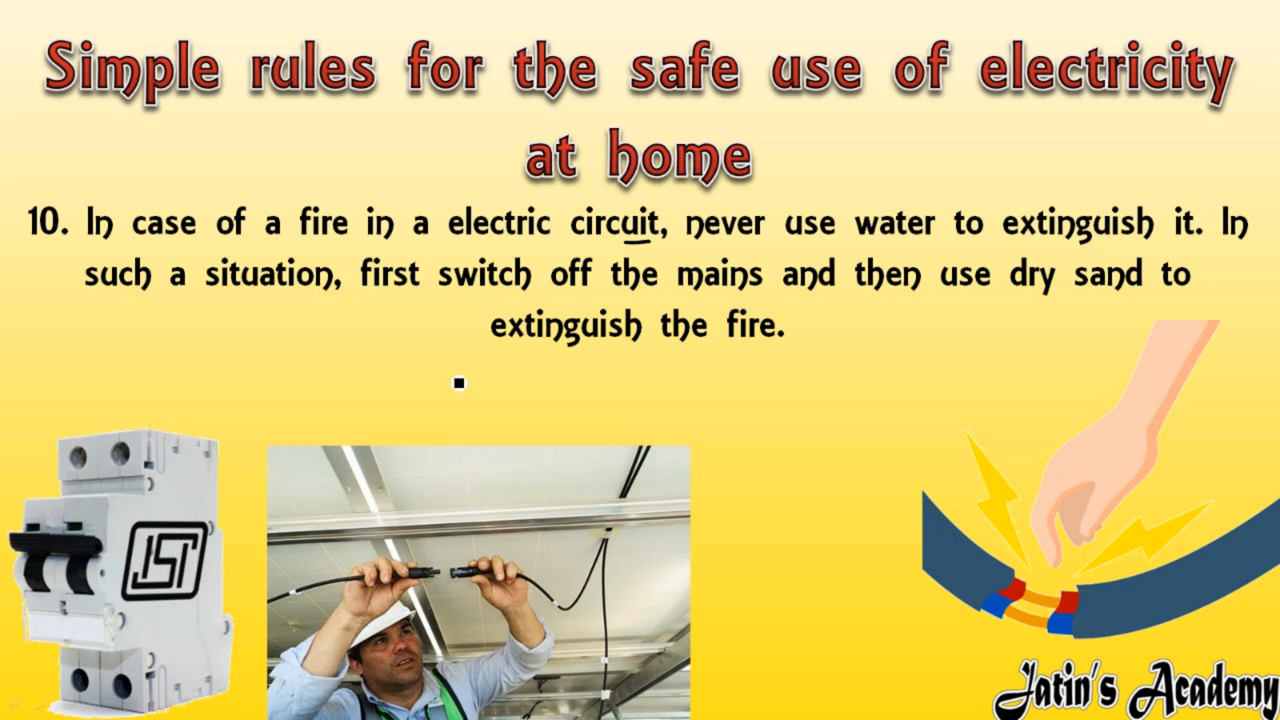 Simple rules for the safe use of electricity
at home
10. In case of a fire in a electric circuit, never use water to extinguish it. In
such a situation, first switch off the mains and then use dry sand to
extinguish the fire.
ISI
Jatin's Academy